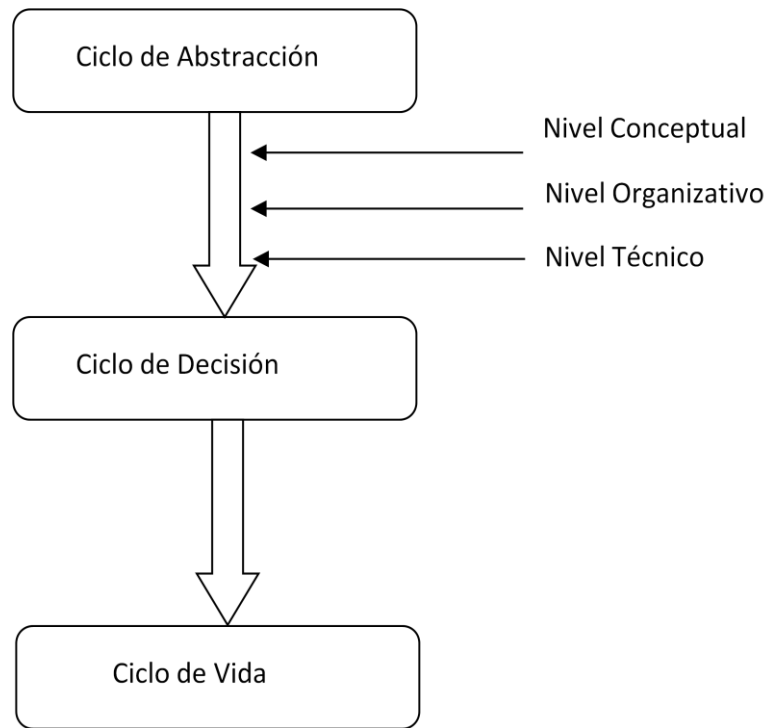 Ciclo de Abstracción
Nivel Conceptual
Nivel Organizativo
Nivel Técnico
Ciclo de Decisión
Ciclo de Vida